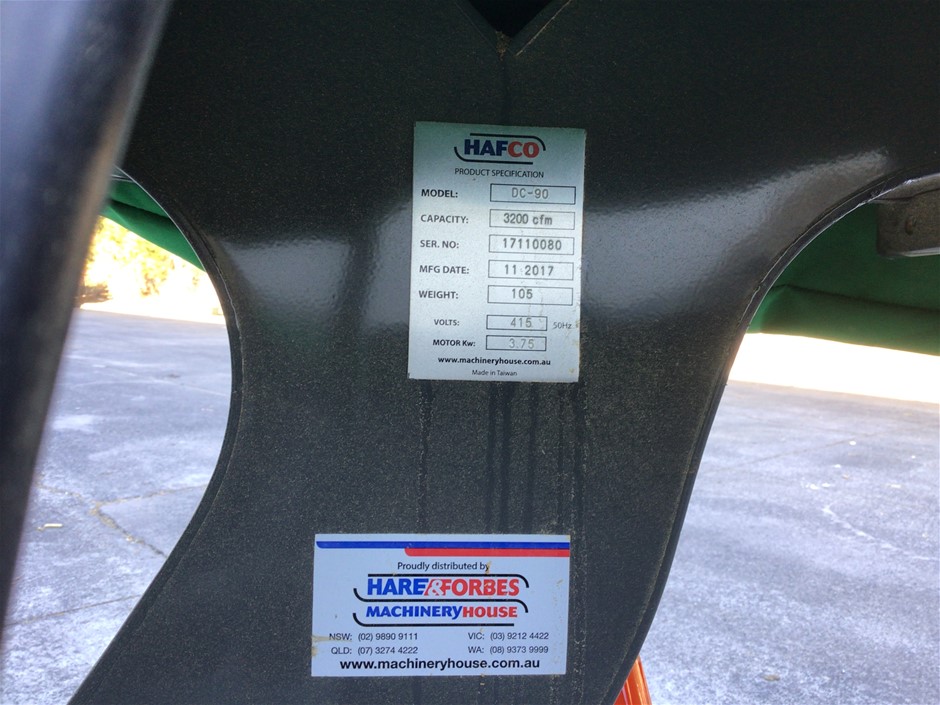 HAFCO
PRODUCT SPECIFICATION
MODEL: DC-90
CAPACITY: 3200 cfm
SER. NO: 17110080
MFG DATE: 11 2017
WEIGHT: 105
VOLTS: 415 50Hz
MOTOR Kw: 3.75
www.machineryhouse.com.au
Made in Taiwan
Proudly distributed by
HARE&FORBES
MACHINERYHOUSE
NSW: (02) 9890 9111 VIC: (03) 9212 4422
QLD: (07) 3274 4222 WA: (08) 9373 9999
www.machineryhouse.com.au